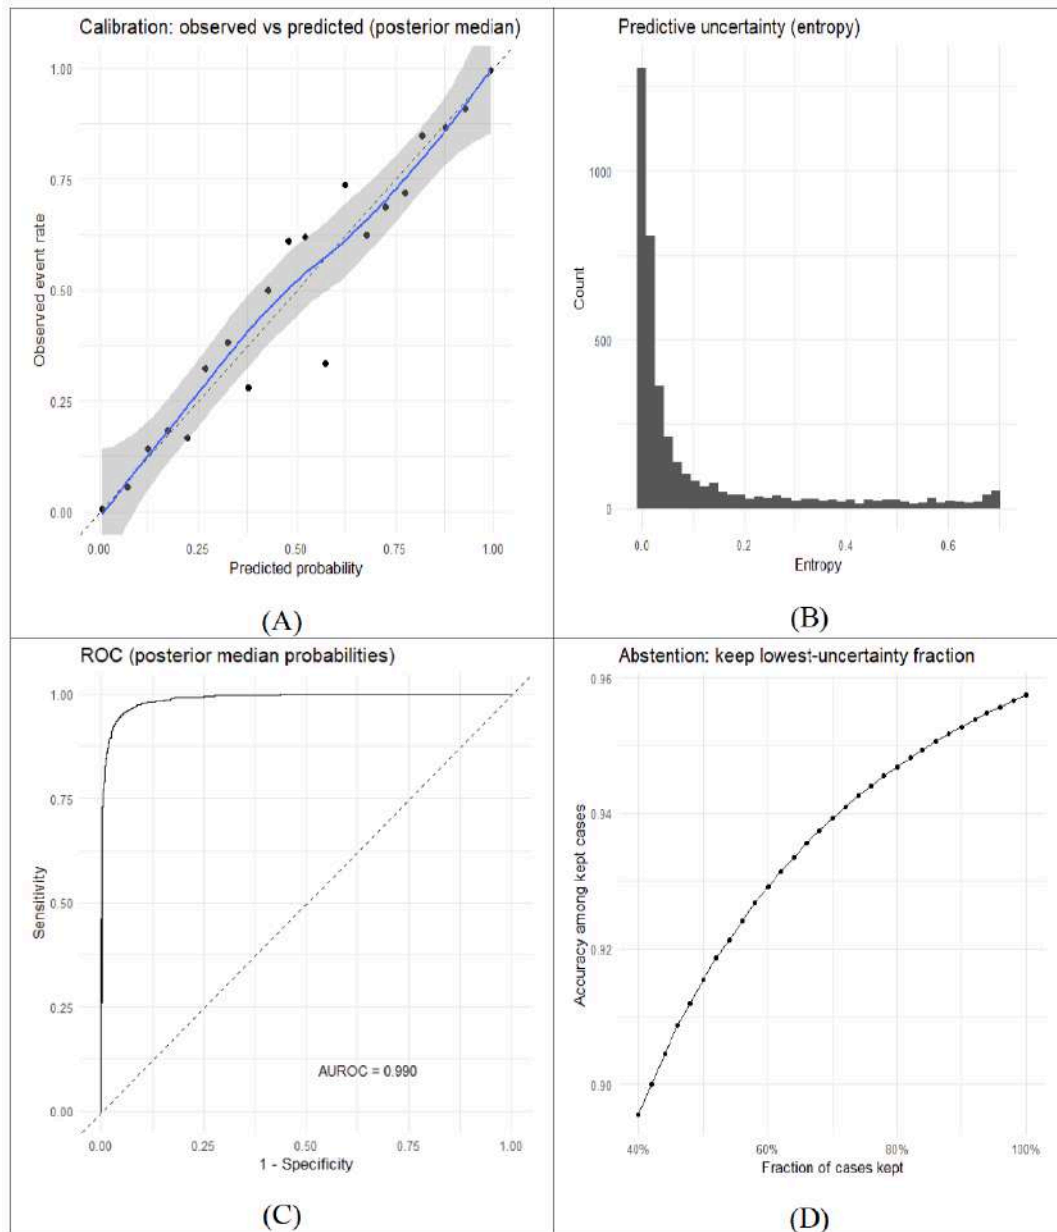 Calibration: observed vs predicted (posterior median)
1.00
0.75
0.50
0.25
0.00
Observed event rate
0.00 0.25 0.50 0.75 1.00
Predicted probability
(A)
Predictive uncertainty (entropy)
1000
500
0
Count
0.0 0.2 0.4 0.6
Entropy
(B)
ROC (posterior median probabilities)
1.00
0.75
0.50
0.25
0.00
Sensitivity
AUROC = 0.990
0.00 0.25 0.50 0.75 1.00
1 - Specificity
(C)
Abstention: keep lowest-uncertainty fraction
0.96
0.94
0.92
0.90
Accuracy among kept cases
40% 60% 80% 100%
Fraction of cases kept
(D)